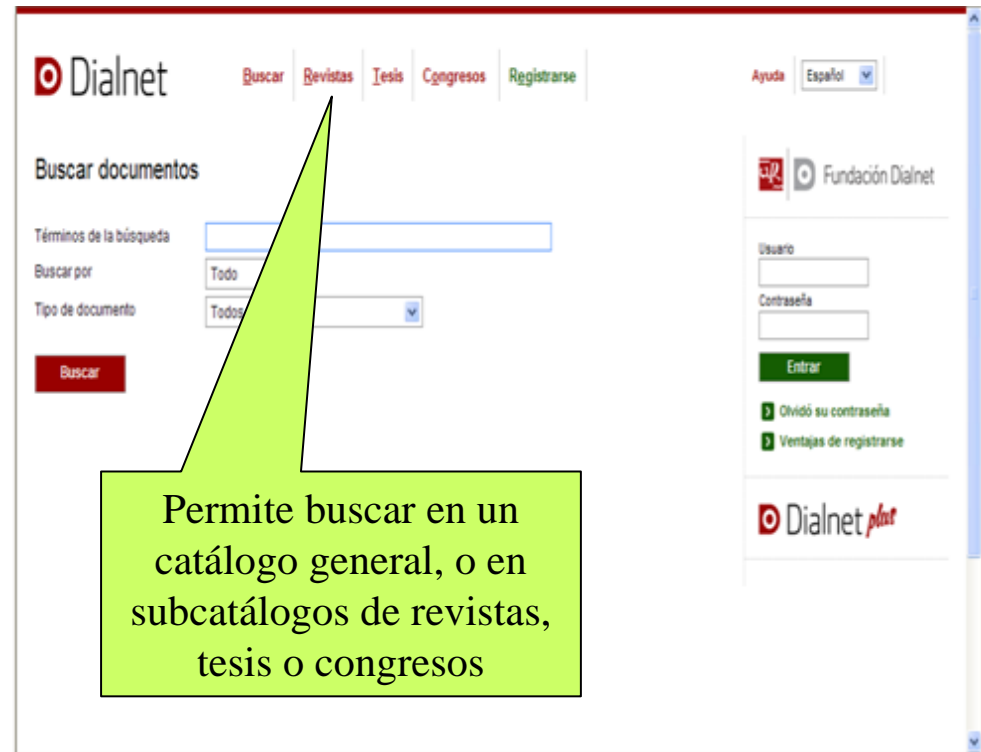 Dialnet
Buscar Revistas Tesis Congresos Registrarse
Ayuda Español
Buscar documentos
Términos de la búsqueda
Buscar por Todo
Tipo de documento Todos
Buscar
Fundación Dialnet
Usuario
Contraseña
Entrar
Olvidó su contraseña
Ventajas de registrarse
Dialnet plus
Permite buscar en un
catálogo general, o en
subcatálogos de revistas,
tesis o congresos